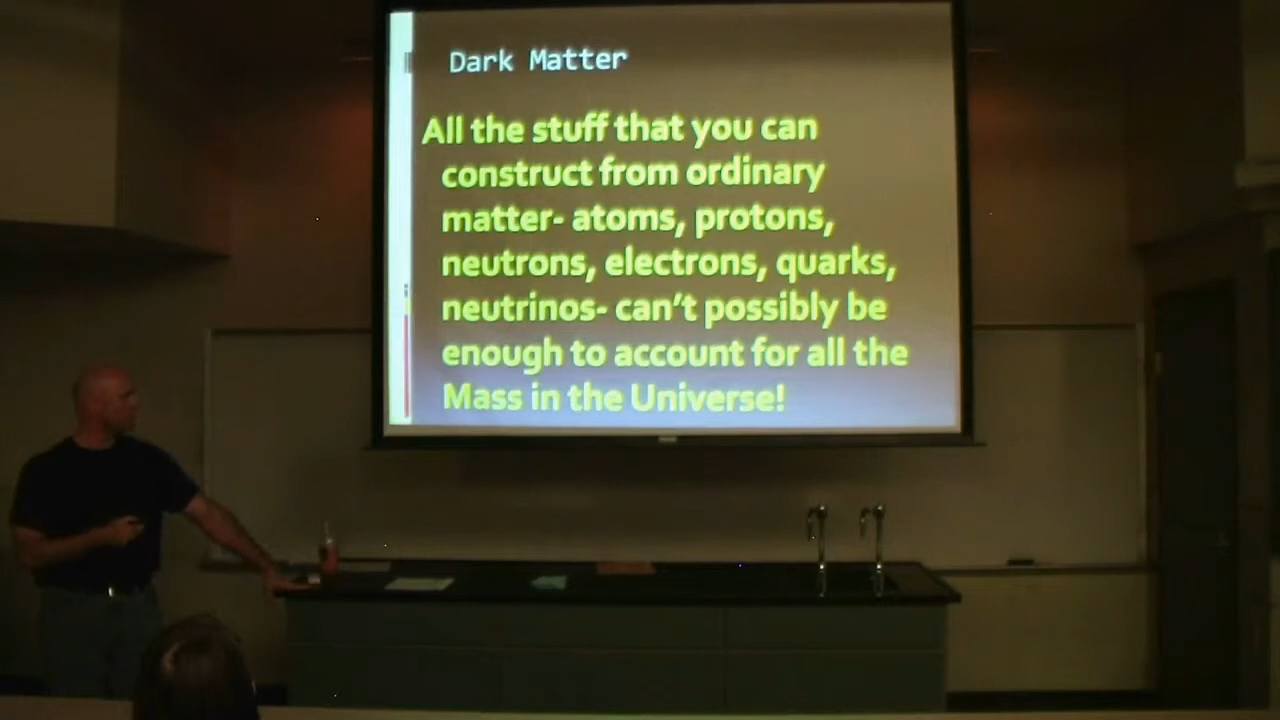 Dark Matter
All the stuff that you can
construct from ordinary
matter- atoms, protons,
neutrons, electrons, quarks,
neutrinos- can't possibly be
enough to account for all the
Mass in the Universe!